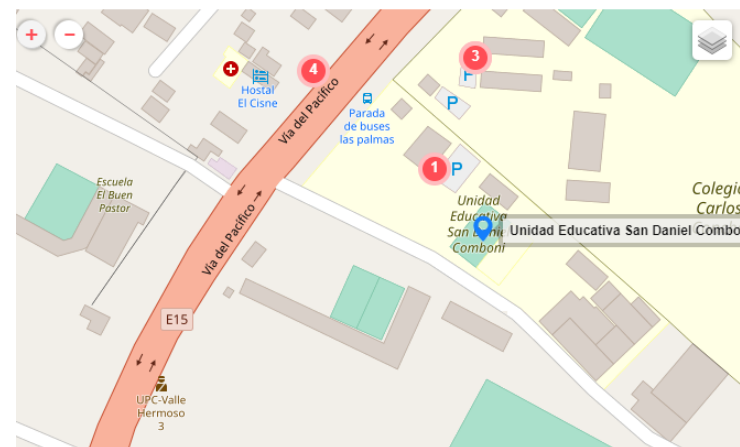 +
−
4
3
Hostal
El Cisne
Vía del Pacífico
Parada
de buses
las palmas
P
P
1
P
Escuela
El Buen
Pastor
Unidad
Educativa
San Daniel
Comboni
Unidad Educativa San Daniel Combo
Colegio
Carlos
Vía del Pacífico
E15
UPC-Valle
Hermoso
3